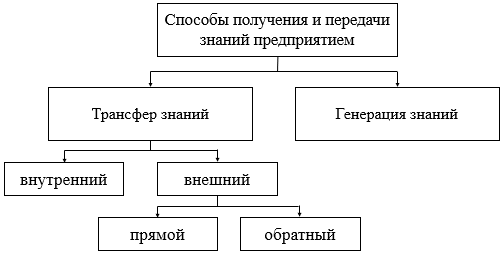 Способы получения и передачи
знаний предприятием
Трансфер знаний
Генерация знаний
внутренний
внешний
прямой
обратный